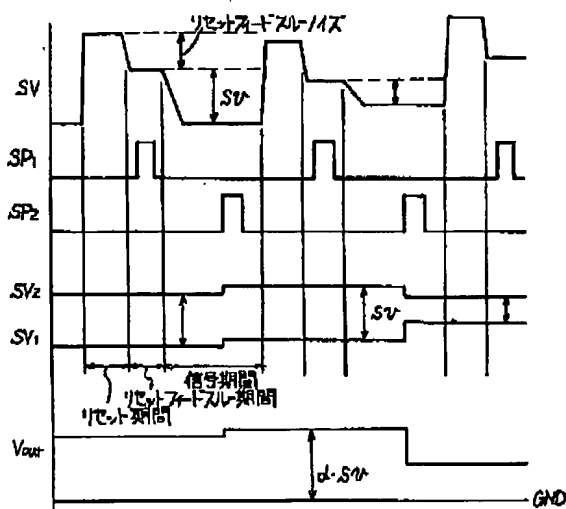 リセットフィードスルーノイズ
SV
Sv
SP1
SP2
SV2
SV1
Sv
信号期間
リセットフィードスルー期間
リセット期間
Vout
α・Sv
GND